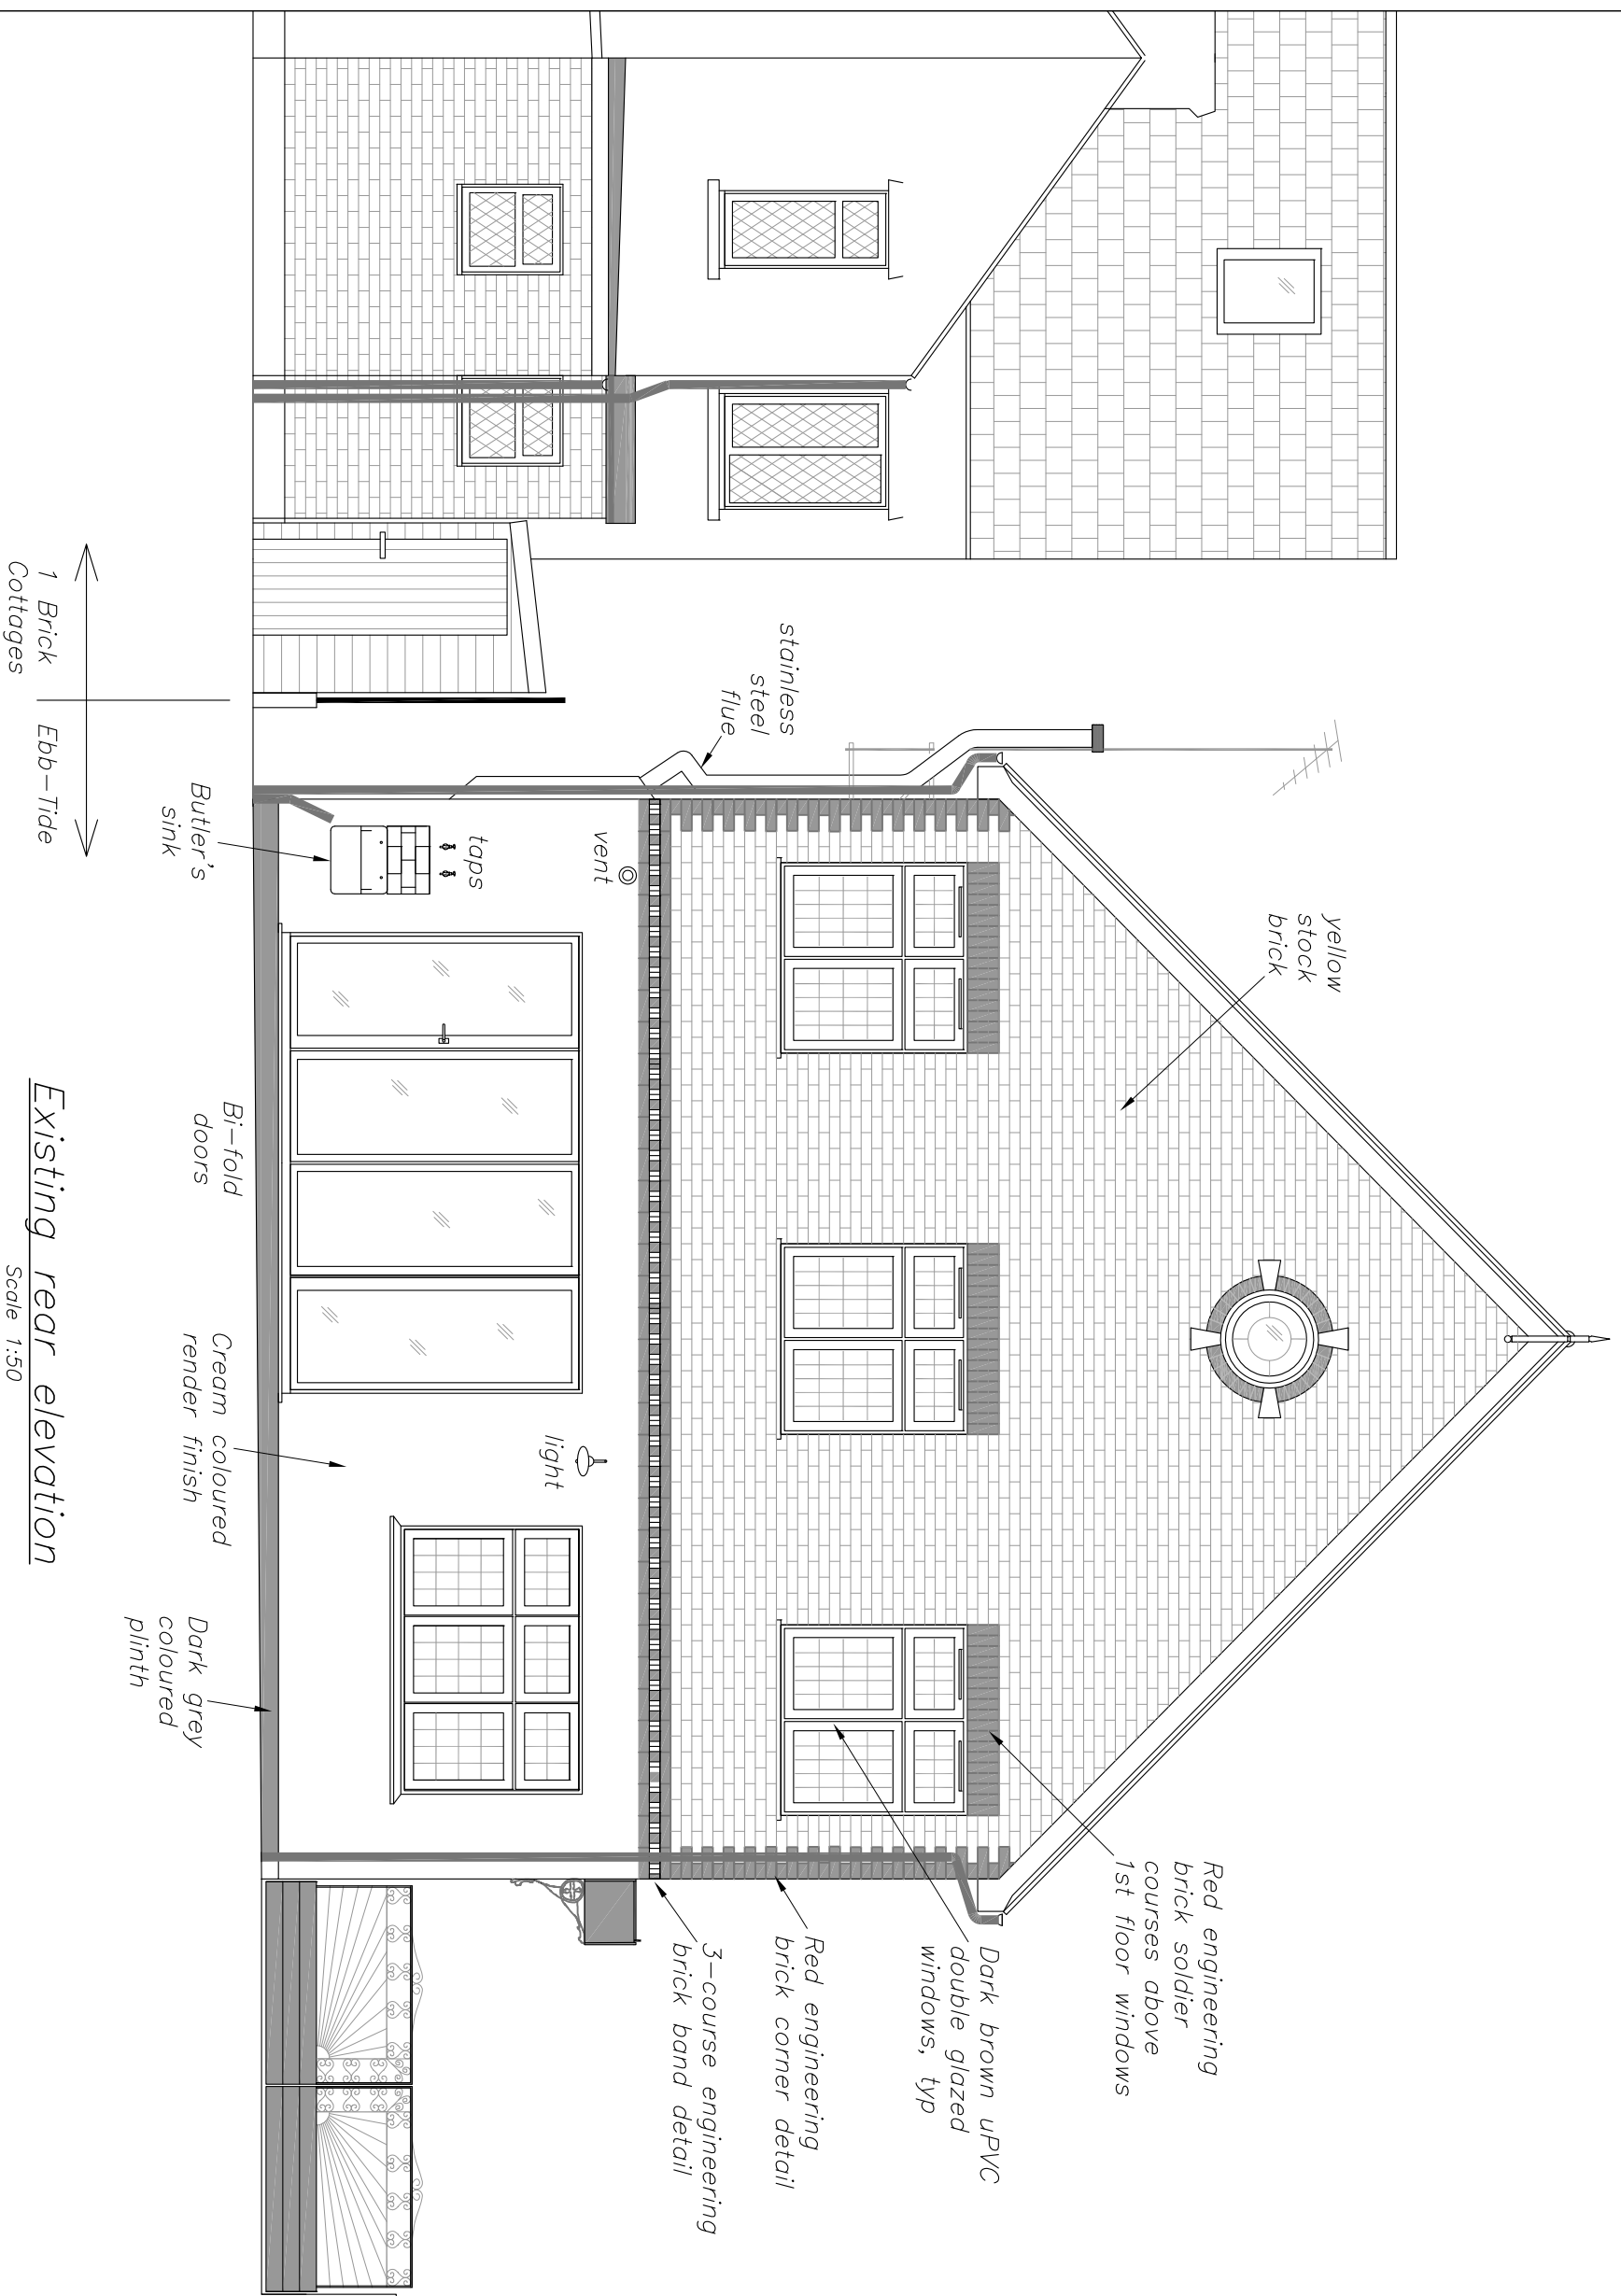 yellow
stock
brick
Red engineering
brick soldier
courses above
1st floor windows
stainless
steel
flue
Dark brown uPVC
double glazed
windows, typ
Red engineering
brick corner detail
3-course engineering
brick band detail
vent
taps
light
Butler's
sink
Bi-fold
doors
Cream coloured
render finish
Dark grey
coloured
plinth
1 Brick
Cottages
Ebb-Tide
Existing rear elevation
Scale 1:50